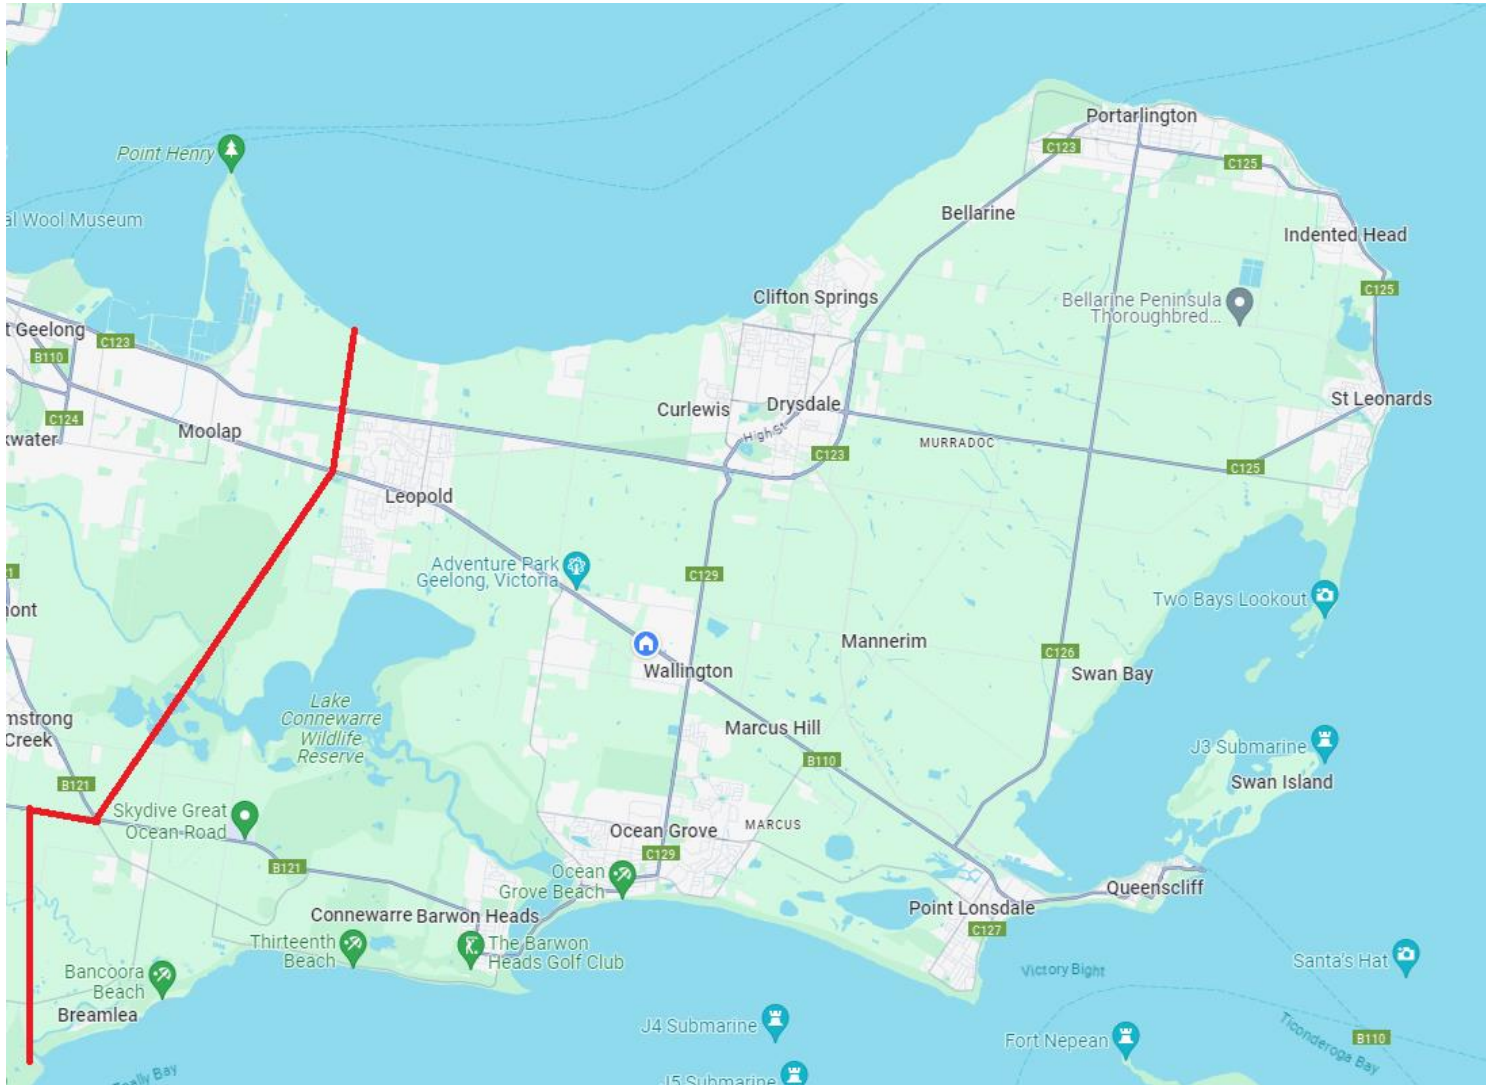 Portarlington
C123
C125
Point Henry
al Wool Museum
Bellarine
Indented Head
C125
Clifton Springs
Bellarine Peninsula
Thoroughbred...
t Geelong
C123
B110
C124
Curlewis
Drysdale
St Leonards
kwater
Moolap
High St
MURRADOC
C123
C125
Leopold
Adventure Park
Geelong, Victoria
C129
Two Bays Lookout
Mannerim
C126
Wallington
Swan Bay
Lake
Connewarre
Wildlife
Reserve
mstrong
Creek
Marcus Hill
J3 Submarine
B110
Swan Island
B121
Skydive Great
Ocean Road
Ocean Grove
MARCUS
C129
B121
Ocean
Grove Beach
Queenscliff
Point Lonsdale
C127
Connewarre
Barwon Heads
Thirteenth
Beach
The Barwon
Heads Golf Club
Bancoora
Beach
Breamlea
Victory Bight
Santa's Hat
J4 Submarine
Fort Nepean
B110
Ticonderoga Bay
J5 Submarine